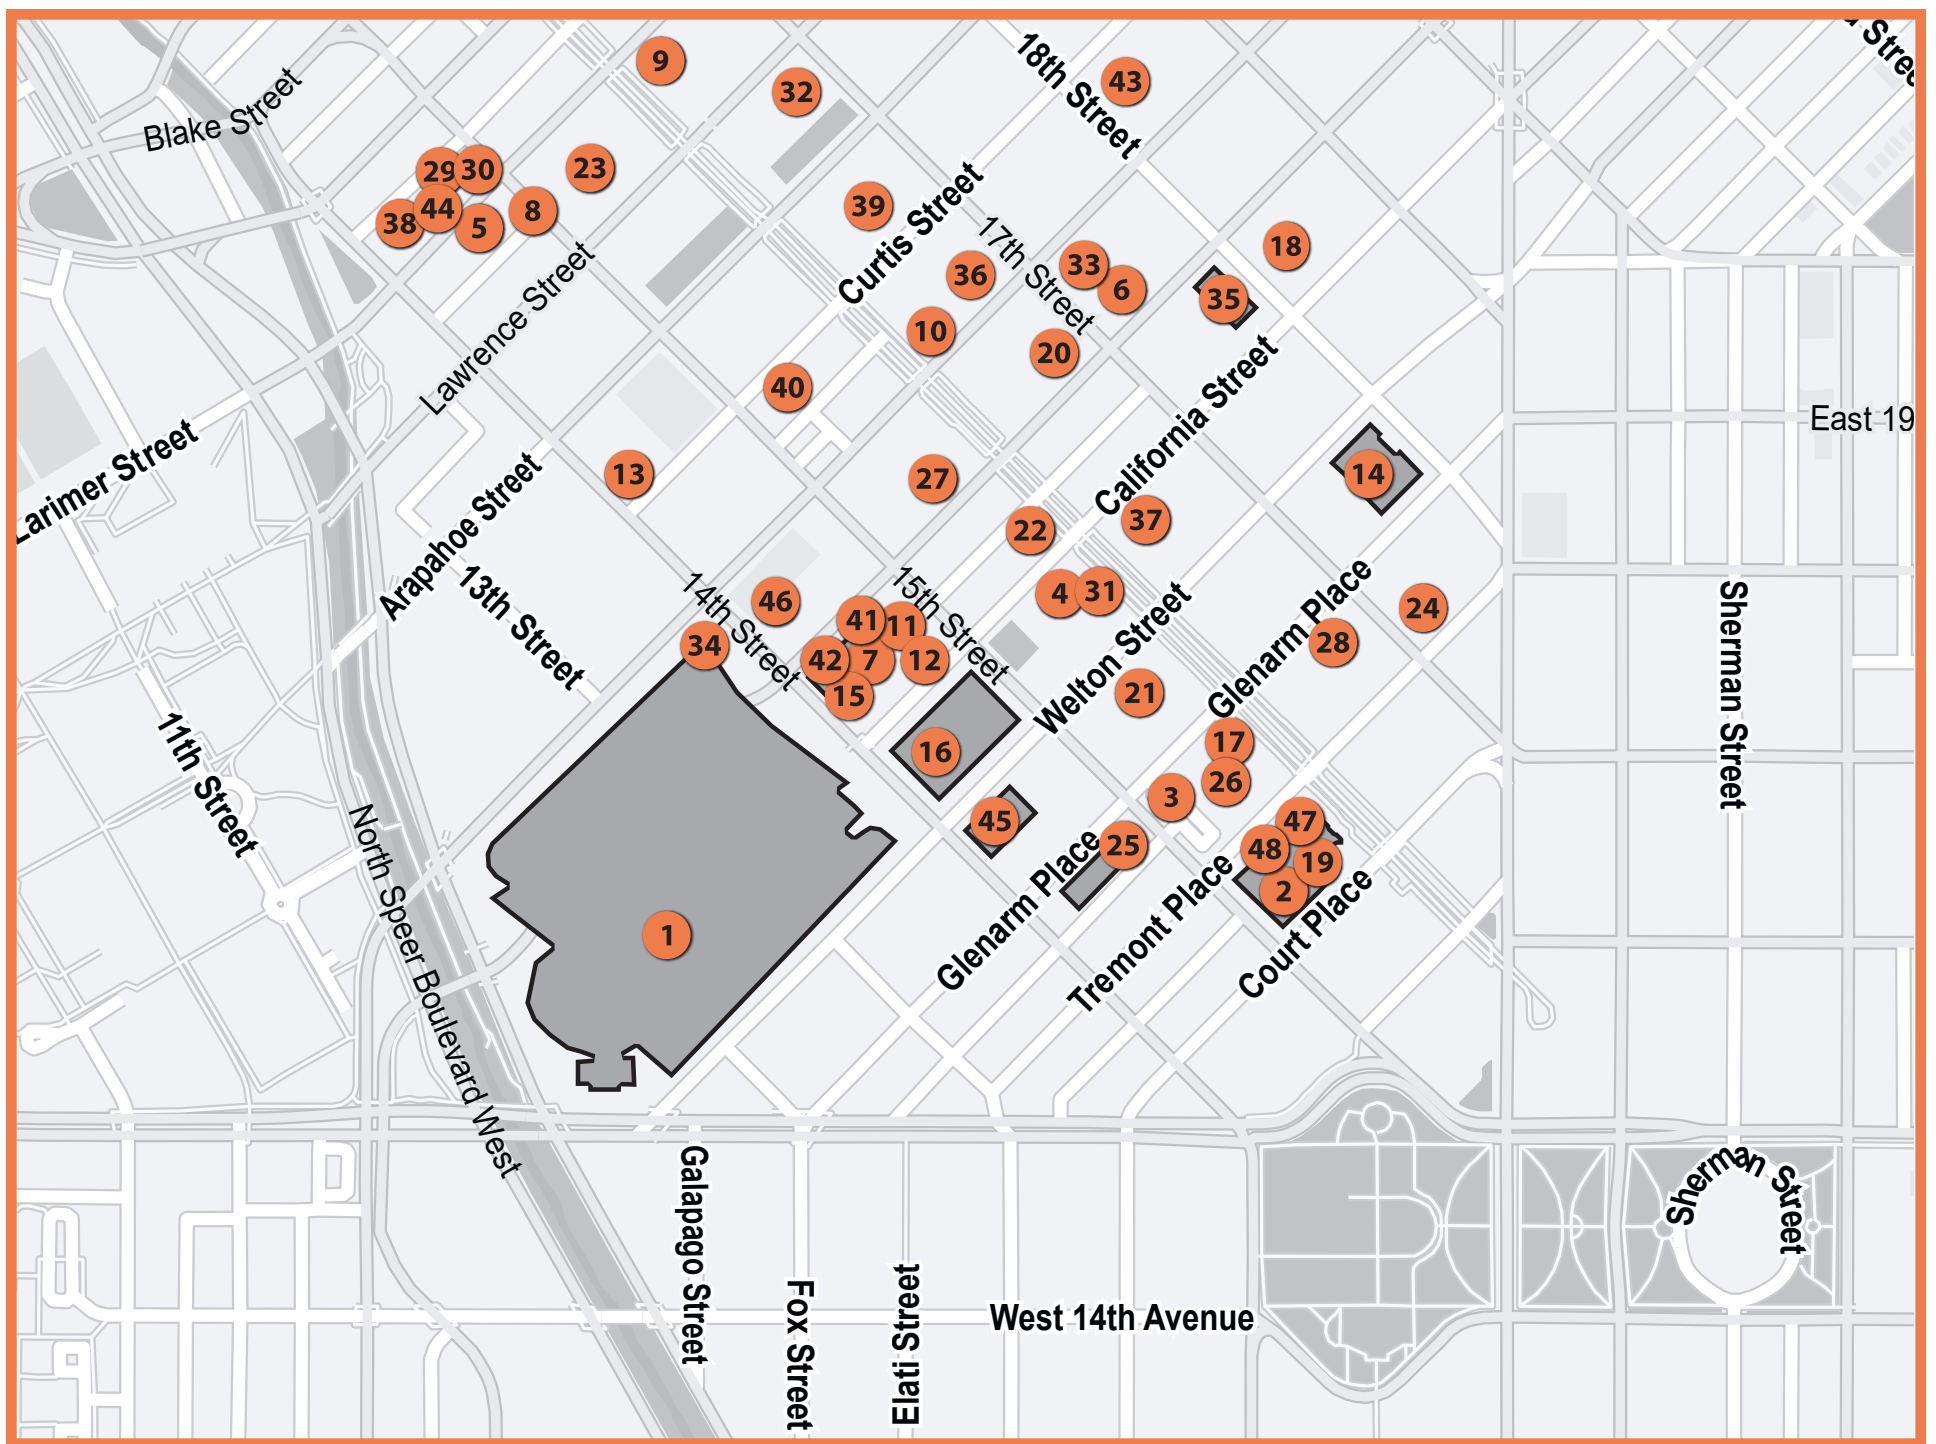 9
32
18th Street
43
Blake Street
29
30
23
38
44
5
8
39
Curtis Street
17th Street
36
33
6
18
35
10
20
Lawrence Street
40
California Street
East 19
Larimer Street
13
27
14
Arapahoe Street
22
37
13th Street
14th Street
46
15th Street
4
31
Glenarm Place
24
28
Sherman Street
34
41
11
42
7
12
15
Welton Street
21
11th Street
16
17
26
3
North Speer Boulevard West
45
25
47
48
19
2
Glenarm Place
Tremont Place
Court Place
1
Galapago Street
Fox Street
Elati Street
West 14th Avenue
Sherman Street